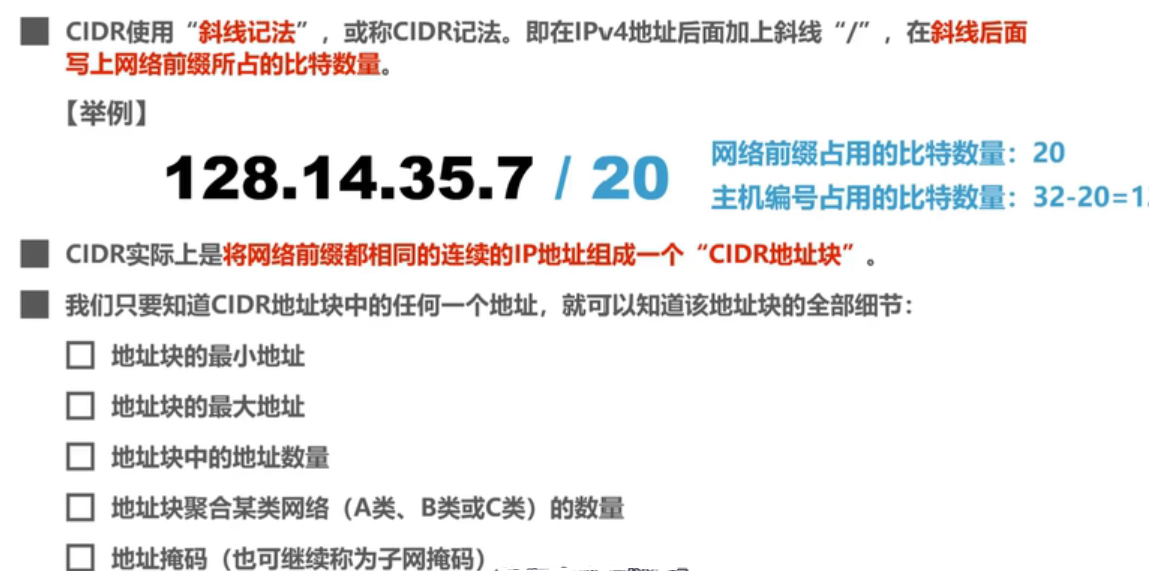 CIDR使用“斜线记法”，或称CIDR记法。即在IPv4地址后面加上斜线“/”，在斜线后面
写上网络前缀所占的比特数量。
【举例】
128.14.35.7 / 20
网络前缀占用的比特数量：20
主机编号占用的比特数量：32-20=1
CIDR实际上是将网络前缀都相同的连续的IP地址组成一个“CIDR地址块”。
我们只要知道CIDR地址块中的任何一个地址，就可以知道该地址块的全部细节：
地址块的最小地址
地址块的最大地址
地址块中的地址数量
地址块聚合某类网络（A类、B类或C类）的数量
地址掩码（也可继续称为子网掩码）